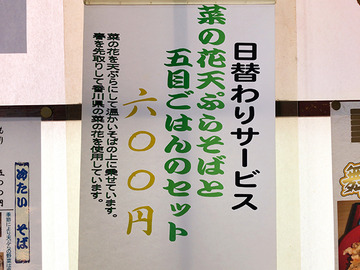 日替わりサービス
菜の花天ぷらそばと
五目ごはんのセット
六〇〇円
菜の花を天ぷらにして温かいそばの上に乗せています。
春を先取りして香川県の菜の花を使用しています。
冷たい そば